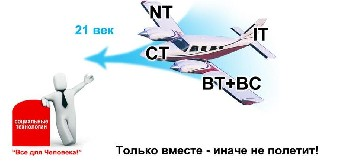 NT
21 век
IT
CT
BT+BC
СОЦИАЛЬНЫЕ
ТЕХНОЛОГИИ
"Все для Человека!"
Только вместе - иначе не полетит!